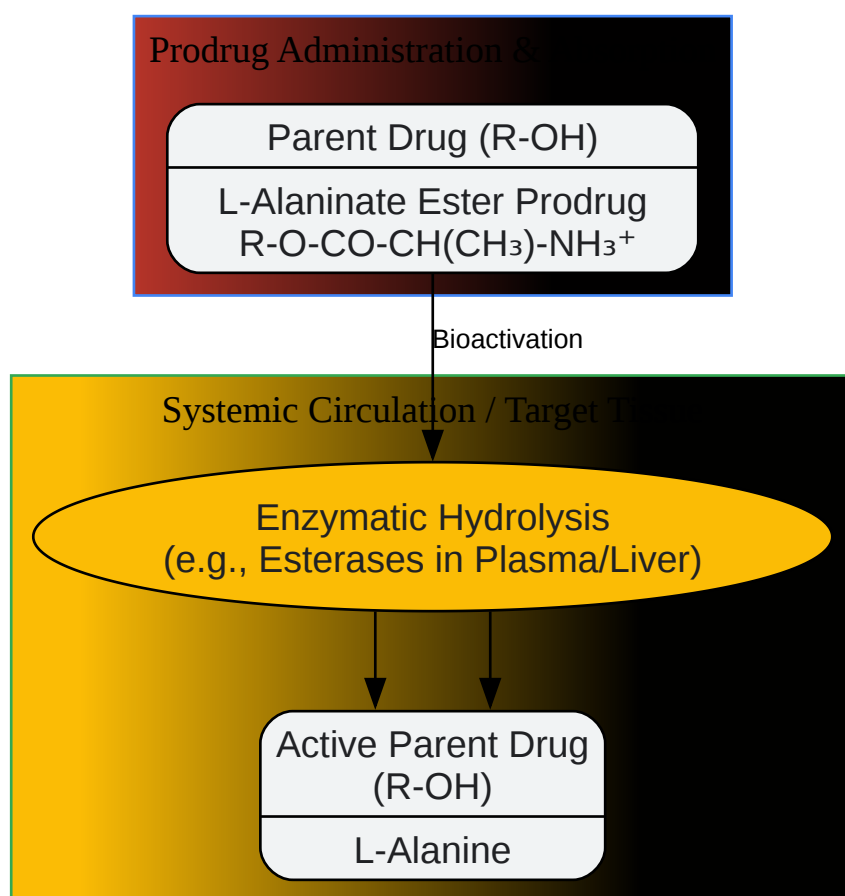 Prodrug Administration &
Parent Drug (R-OH)
L-Alaninate Ester Prodrug
R-O-CO-CH(CH₃)-NH₃⁺
Bioactivation
Systemic Circulation / Target
Enzymatic Hydrolysis
(e.g., Esterases in Plasma/Liver)
Active Parent Drug
(R-OH)
L-Alanine